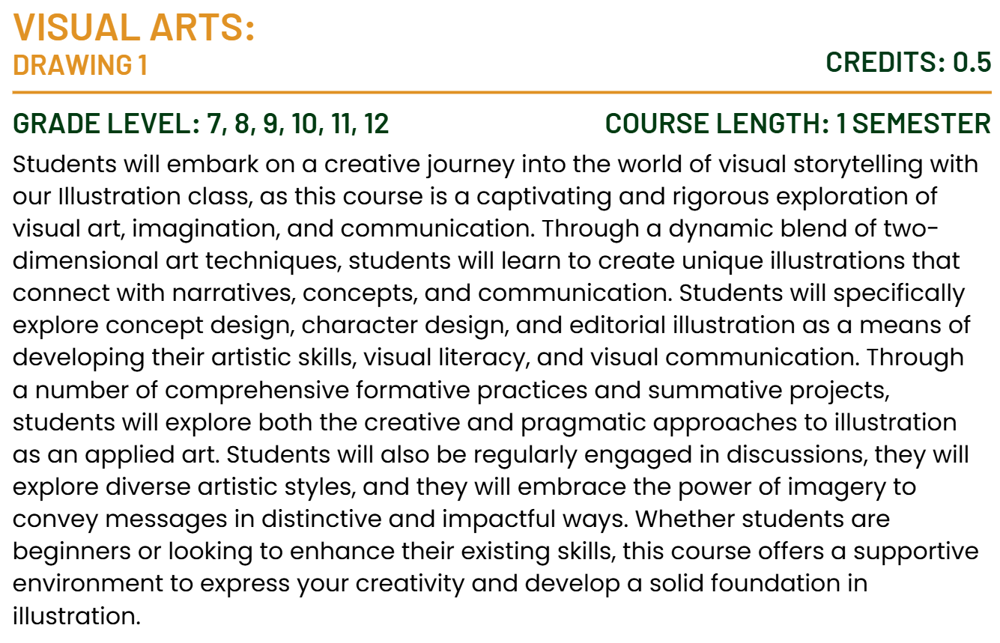 VISUAL ARTS:
DRAWING 1
CREDITS: 0.5
GRADE LEVEL: 7, 8, 9, 10, 11, 12
COURSE LENGTH: 1 SEMESTER
Students will embark on a creative journey into the world of visual storytelling with
our Illustration class, as this course is a captivating and rigorous exploration of
visual art, imagination, and communication. Through a dynamic blend of two-
dimensional art techniques, students will learn to create unique illustrations that
connect with narratives, concepts, and communication. Students will specifically
explore concept design, character design, and editorial illustration as a means of
developing their artistic skills, visual literacy, and visual communication. Through
a number of comprehensive formative practices and summative projects,
students will explore both the creative and pragmatic approaches to illustration
as an applied art. Students will also be regularly engaged in discussions, they will
explore diverse artistic styles, and they will embrace the power of imagery to
convey messages in distinctive and impactful ways. Whether students are
beginners or looking to enhance their existing skills, this course offers a supportive
environment to express your creativity and develop a solid foundation in
illustration.